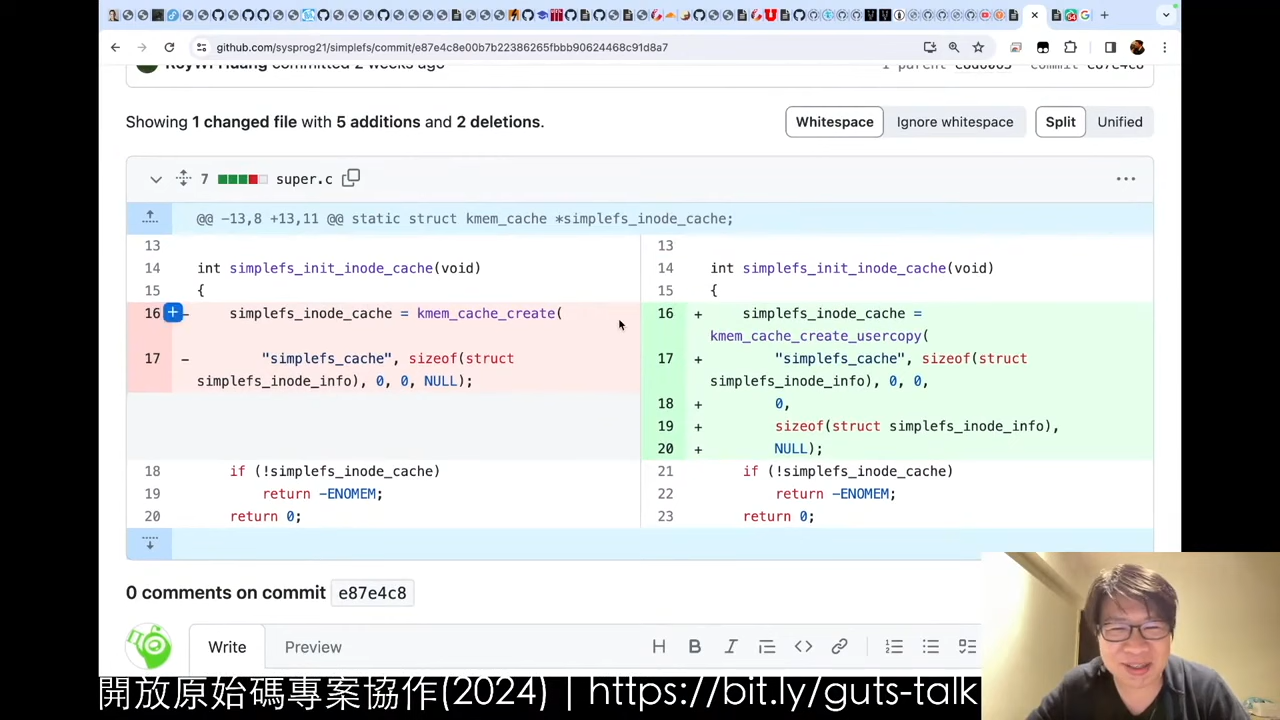 github.com/sysprog21/simplefs/commit/e87e4c8e00b7b22386265fbbb90624468c91d8a7
committed 2 weeks ago
1 parent commit e87e4c8
Showing 1 changed file with 5 additions and 2 deletions.
Whitespace Ignore whitespace Split Unified
7 super.c
@@ -13,8 +13,11 @@ static struct kmem_cache *simplefs_inode_cache;
13
14 int simplefs_init_inode_cache(void)
15 {
16 - simplefs_inode_cache = kmem_cache_create(
17 - "simplefs_cache", sizeof(struct
simplefs_inode_info), 0, 0, NULL);
18 if (!simplefs_inode_cache)
19 return -ENOMEM;
20 return 0;
13
14 int simplefs_init_inode_cache(void)
15 {
16 + simplefs_inode_cache =
kmem_cache_create_usercopy(
17 + "simplefs_cache", sizeof(struct
simplefs_inode_info), 0, 0,
18 + 0,
19 + sizeof(struct simplefs_inode_info),
20 + NULL);
21 if (!simplefs_inode_cache)
22 return -ENOMEM;
23 return 0;
0 comments on commit e87e4c8
Write Preview
開放原始碼專案協作(2024) | https://bit.ly/guts-talk